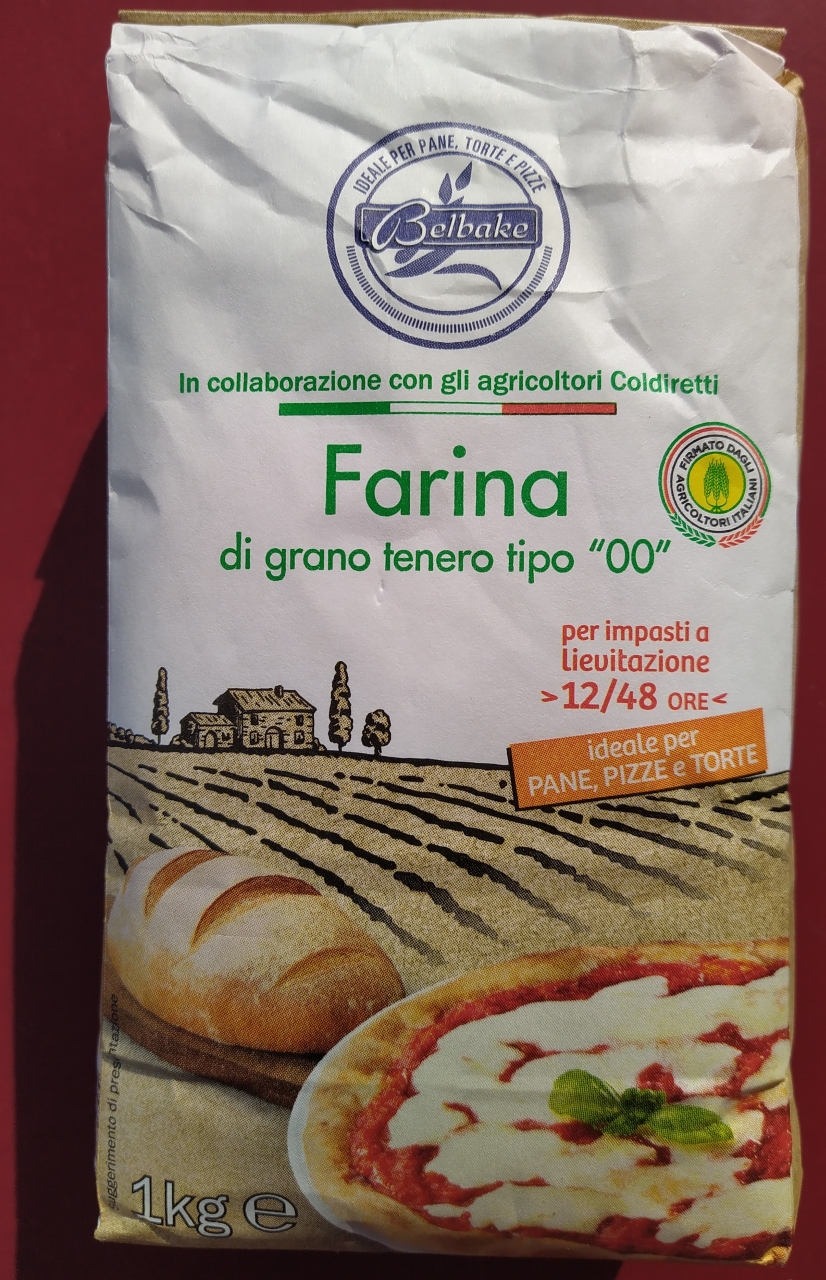 IDEALE PER PANE, TORTE E PIZZE
Belbake
In collaborazione con gli agricoltori Coldiretti
Farina
FIRMATO DAGLI
AGRICOLTORI ITALIANI
di grano tenero tipo “00”
per impasti a
lievitazione
>12/48 ORE<
ideale per
PANE, PIZZE e TORTE
di presentazione
1kg e